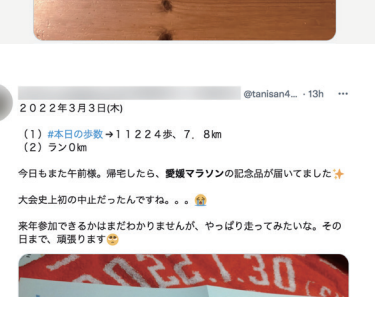 @tanisan4... · 13h ...
２０２２年３月３日(木)
（１）#本日の歩数→１１２２４歩、７．８㎞
（２）ラン０㎞
今日もまた午前様。帰宅したら、愛媛マラソンの記念品が届いてました✨
大会史上初の中止だったんですね。。。😭
来年参加できるかはまだわかりませんが、やっぱり走ってみたいな。その
日まで、頑張ります🥺
2022.1.30